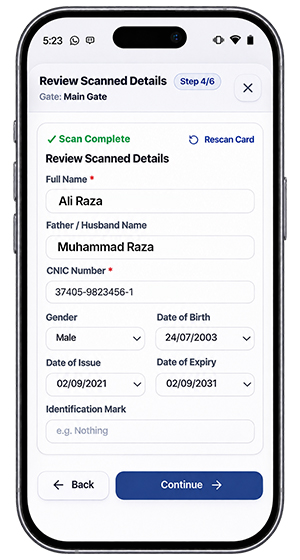 5:23
Review Scanned Details Step 4/6
Gate: Main Gate
Scan Complete Rescan Card
Review Scanned Details
Full Name *
Ali Raza
Father / Husband Name
Muhammad Raza
CNIC Number *
37405-9823456-1
Gender Date of Birth
Male 24/07/2003
Date of Issue Date of Expiry
02/09/2021 02/09/2031
Identification Mark
e.g. Nothing
Back Continue